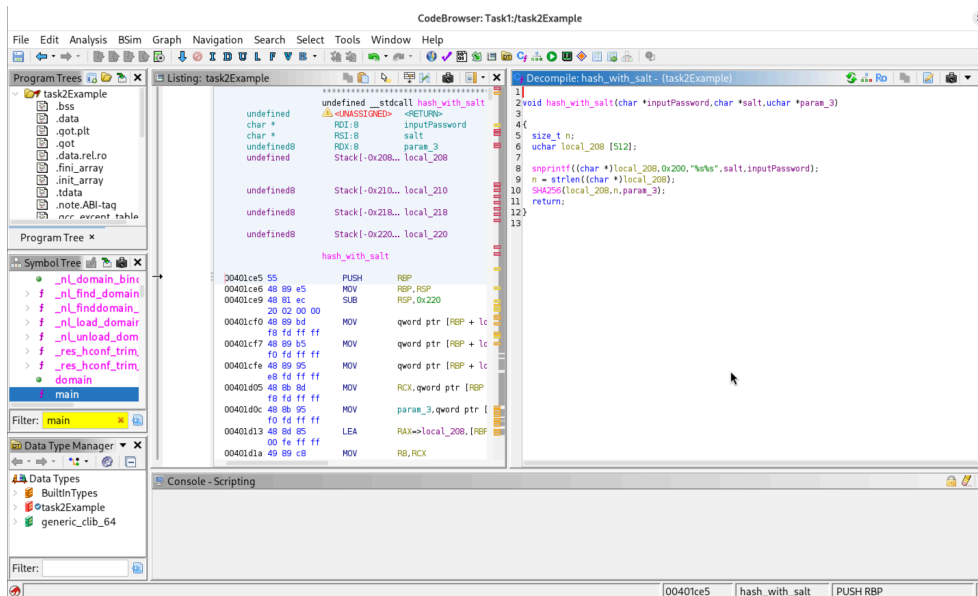 CodeBrowser: Task1:/task2Example
File Edit Analysis BSim Graph Navigation Search Select Tools Window Help
I D U L F V B
Program Trees
task2Example
.bss
.data
.got.plt
.got
.data.rel.ro
.fini_array
.init_array
.tdata
.note.ABI-tag
.gcc_except_table
Program Tree ×
Symbol Tree
_nl_domain_bind
f _nl_find_domain
f _nl_finddomain_
f _nl_load_domain
f _nl_unload_dom
f _res_hconf_trim_
f _res_hconf_trim_
domain
f main
Filter: main
Data Type Manager
Data Types
BuiltInTypes
task2Example
generic_clib_64
Filter:
Listing: task2Example
undefined __stdcall hash_with_salt
undefined <UNASSIGNED> <RETURN>
char * RDI:8 inputPassword
char * RSI:8 salt
undefined8 RDX:8 param_3
undefined Stack[-0x208... local_208
undefined8 Stack[-0x210... local_210
undefined8 Stack[-0x218... local_218
undefined8 Stack[-0x220... local_220
hash_with_salt
00401ce5 55 PUSH RBP
00401ce6 48 89 e5 MOV RBP,RSP
00401ce9 48 81 ec SUB RSP,0x220
20 02 00 00
00401cf0 48 89 bd MOV qword ptr [RBP + lo
f8 fd ff ff
00401cf7 48 89 b5 MOV qword ptr [RBP + lo
f0 fd ff ff
00401cfe 48 89 95 MOV qword ptr [RBP + lo
e8 fd ff ff
00401d05 48 8b 8d MOV RCX,qword ptr [RBP
f8 fd ff ff
00401d0c 48 8b 95 MOV param_3,qword ptr [
f0 fd ff ff
00401d13 48 8d 85 LEA RAX=>local_208,[RBP
00 fe ff ff
00401d1a 49 89 c8 MOV R8,RCX
Decompile: hash_with_salt - (task2Example)
Ro
1
2 void hash_with_salt(char *inputPassword,char *salt,uchar *param_3)
3
4 {
5 size_t n;
6 uchar local_208 [512];
7
8 snprintf((char *)local_208,0x200,"%s%s",salt,inputPassword);
9 n = strlen((char *)local_208);
10 SHA256(local_208,n,param_3);
11 return;
12 }
13
Console - Scripting
00401ce5 hash_with_salt PUSH RBP